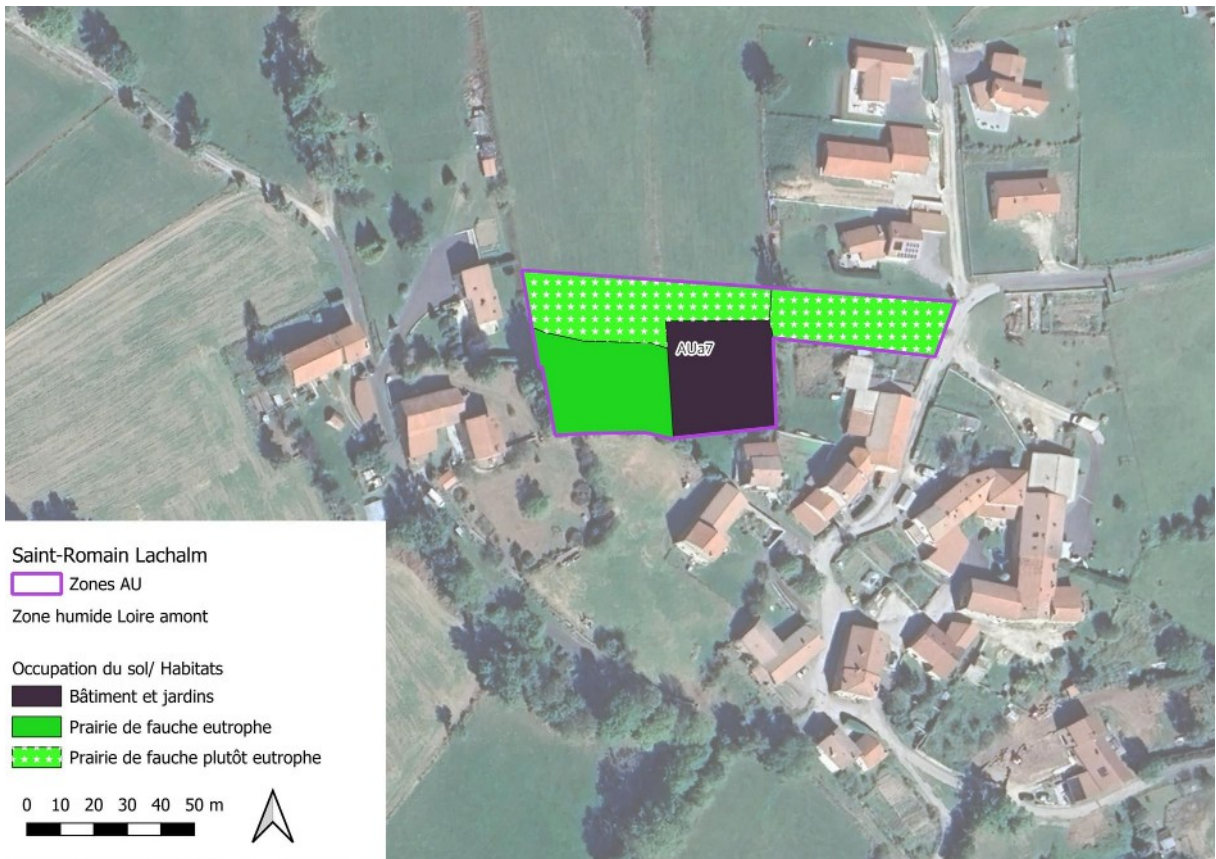 AUa7
Saint-Romain Lachalm
Zones AU
Zone humide Loire amont
Occupation du sol/ Habitats
Bâtiment et jardins
Prairie de fauche eutrophe
Prairie de fauche plutôt eutrophe
0 10 20 30 40 50 m